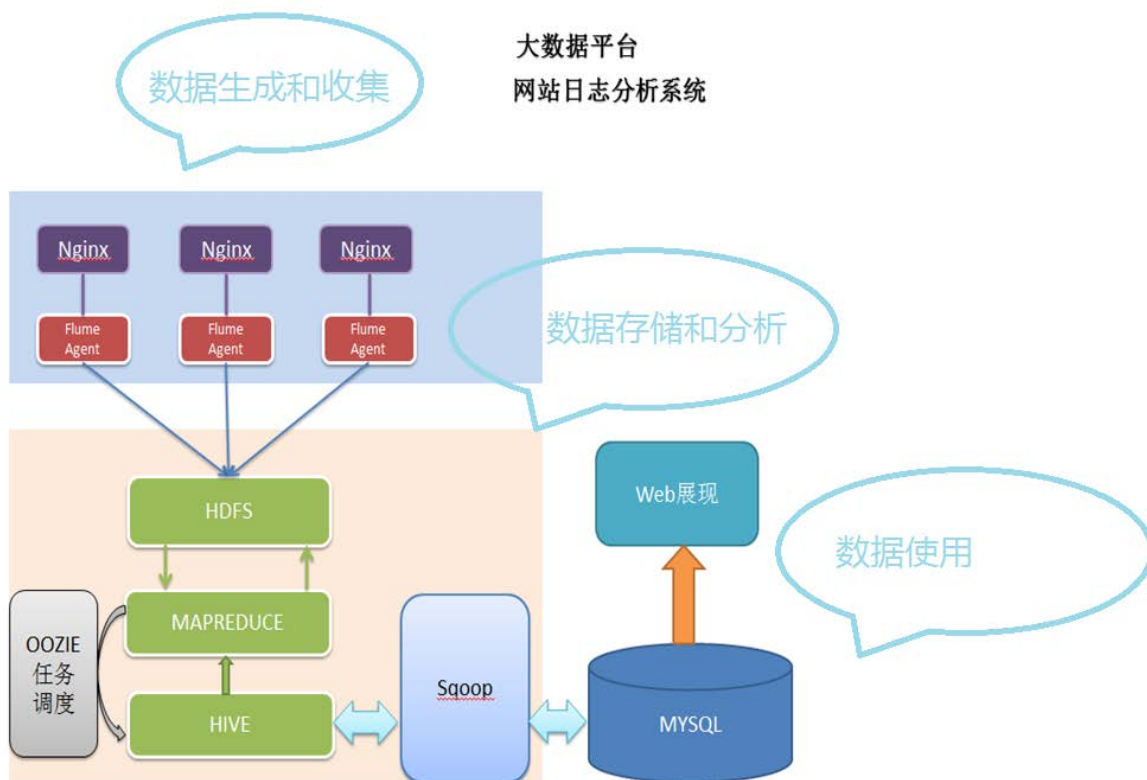 大数据平台
网站日志分析系统
数据生成和收集
Nginx
Nginx
Nginx
Flume
Agent
Flume
Agent
Flume
Agent
数据存储和分析
HDFS
Web展现
数据使用
MAPREDUCE
OOZIE
任务
调度
Sqoop
HIVE
MYSQL